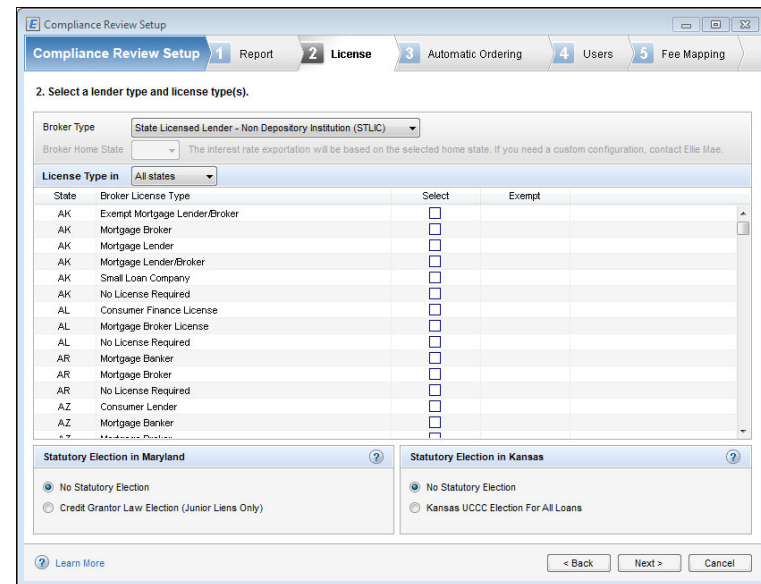 E Compliance Review Setup
Compliance Review Setup 1 Report 2 License 3 Automatic Ordering 4 Users 5 Fee Mapping
2. Select a lender type and license type(s).
Broker Type State Licensed Lender - Non Depository Institution (STLIC)
Broker Home State The interest rate exportation will be based on the selected home state. If you need a custom configuration, contact Ellie Mae.
License Type in All states
State Broker License Type Select Exempt
AK Exempt Mortgage Lender/Broker
AK Mortgage Broker
AK Mortgage Lender
AK Mortgage Lender/Broker
AK Small Loan Company
AK No License Required
AL Consumer Finance License
AL Mortgage Broker License
AL No License Required
AR Mortgage Banker
AR Mortgage Broker
AR No License Required
AZ Consumer Lender
AZ Mortgage Banker
AZ Mortgage Broker
Statutory Election in Maryland ? Statutory Election in Kansas ?
No Statutory Election No Statutory Election
Credit Grantor Law Election (Junior Liens Only) Kansas UCCC Election For All Loans
? Learn More < Back Next > Cancel